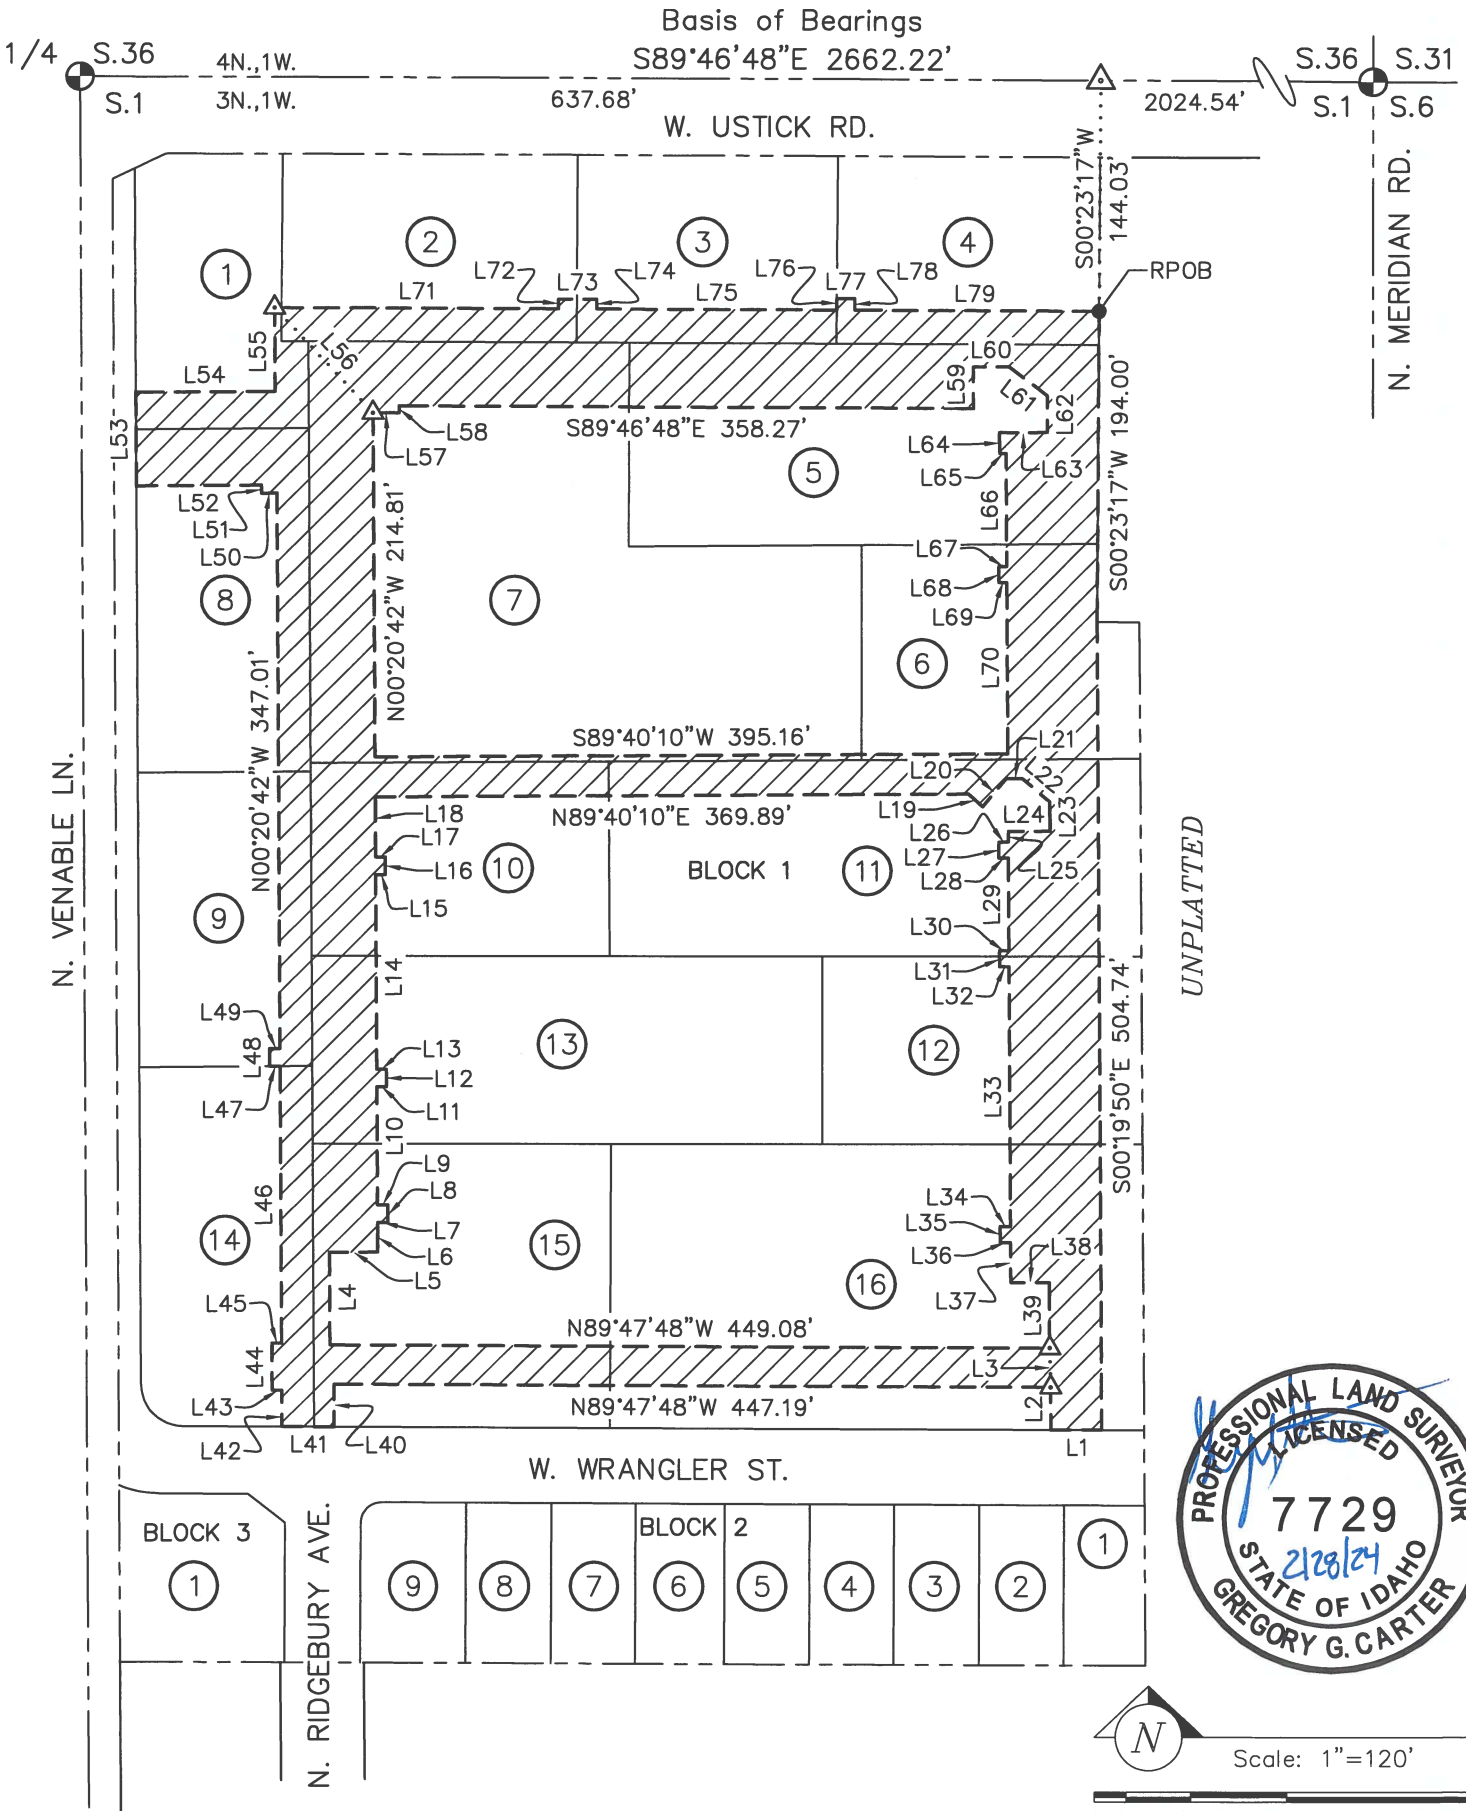 Basis of Bearings
S89°46'48"E 2662.22'
1/4 S.36
4N.,1W.
S.36 S.31
S.1
3N.,1W.
637.68'
2024.54'
S.1 S.6
W. USTICK RD.
S00°23'17"W
144.03'
N. MERIDIAN RD.
1
2
3
4
L72
L73
L74
L76
L77
L78
L71
L75
L79
RPOB
L55
L56
L54
L60
L59
L61
L62
L53
L58
L57
S89°46'48"E 358.27'
L64
L65
L63
S00°23'17"W 194.00'
5
L52
L51
L50
L66
N00°20'42"W 214.81'
L67
L68
L69
8
7
6
L70
N00°20'42"W 347.01'
S89°40'10"W 395.16'
L21
L20
L22
N. VENABLE LN.
L19
L18
N89°40'10"E 369.89'
L24
L23
L17
L26
L16
10
BLOCK 1
11
L27
L25
L28
L15
L29
UNPLATTED
9
L30
L31
L32
L14
L49
L48
L47
13
12
L13
L12
L11
L33
S00°19'50"E 504.74'
L10
L9
L8
L7
L6
L5
L46
L34
L35
L36
14
15
L38
16
L37
L45
L4
L39
N89°47'48"W 449.08'
L44
L3
L43
N89°47'48"W 447.19'
L2
L42
L41
L40
L1
W. WRANGLER ST.
BLOCK 3
1
N. RIDGEBURY AVE.
BLOCK 2
9
8
7
6
5
4
3
2
1
PROFESSIONAL LAND SURVEYOR
LICENSED
7729
2/28/24
STATE OF IDAHO
GREGORY G. CARTER
N
Scale: 1"=120'